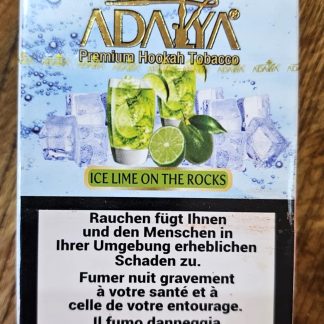 ADALYA®
Premium Hookah Tobacco
ICE LIME ON THE ROCKS
Rauchen fügt Ihnen
und den Menschen in
Ihrer Umgebung erheblichen
Schaden zu.
Fumer nuit gravement
à votre santé et à
celle de votre entourage.
Il fumo danneggia